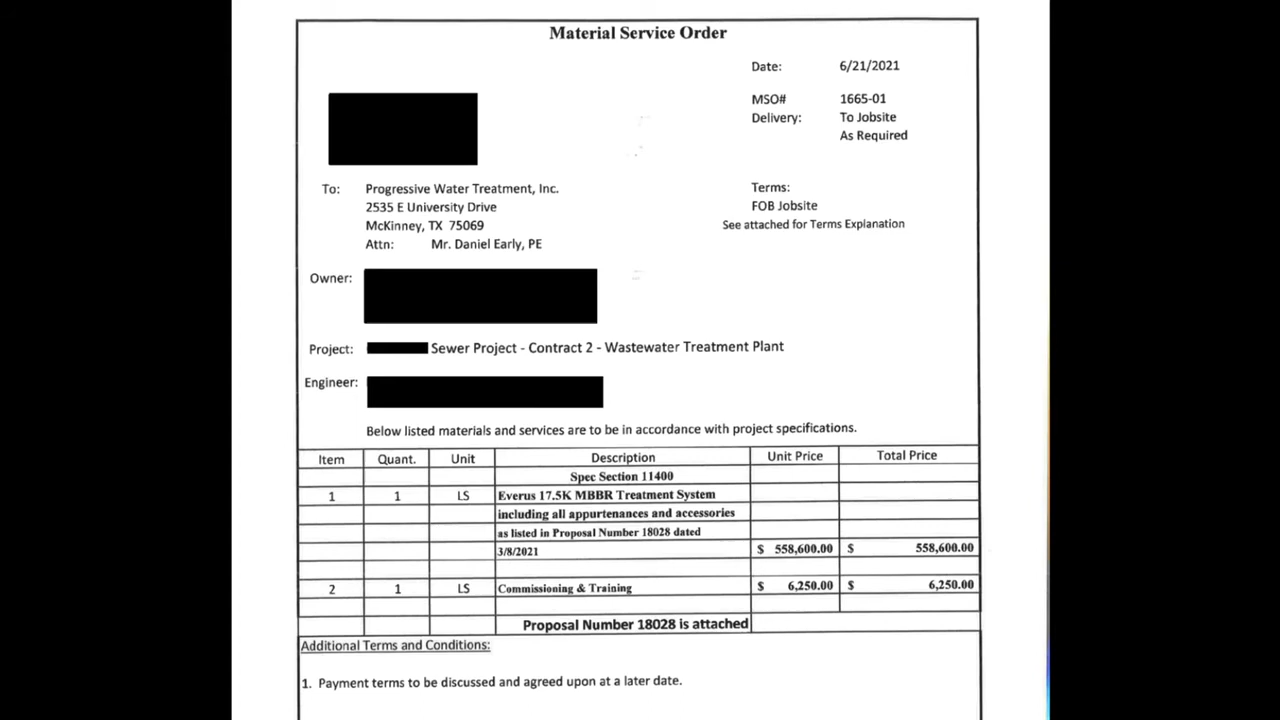 Material Service Order
Date: 6/21/2021
MSO# 1665-01
Delivery: To Jobsite
As Required
To: Progressive Water Treatment, Inc.
2535 E University Drive
McKinney, TX 75069
Attn: Mr. Daniel Early, PE
Terms:
FOB Jobsite
See attached for Terms Explanation
Owner:
Project: Sewer Project - Contract 2 - Wastewater Treatment Plant
Engineer:
Below listed materials and services are to be in accordance with project specifications.
Item Quant. Unit Description Unit Price Total Price
Spec Section 11400
1 1 LS Everus 17.5K MBBR Treatment System
including all appurtenances and accessories
as listed in Proposal Number 18028 dated
3/8/2021 $ 558,600.00 $ 558,600.00
2 1 LS Commissioning & Training $ 6,250.00 $ 6,250.00
Proposal Number 18028 is attached
Additional Terms and Conditions:
1. Payment terms to be discussed and agreed upon at a later date.